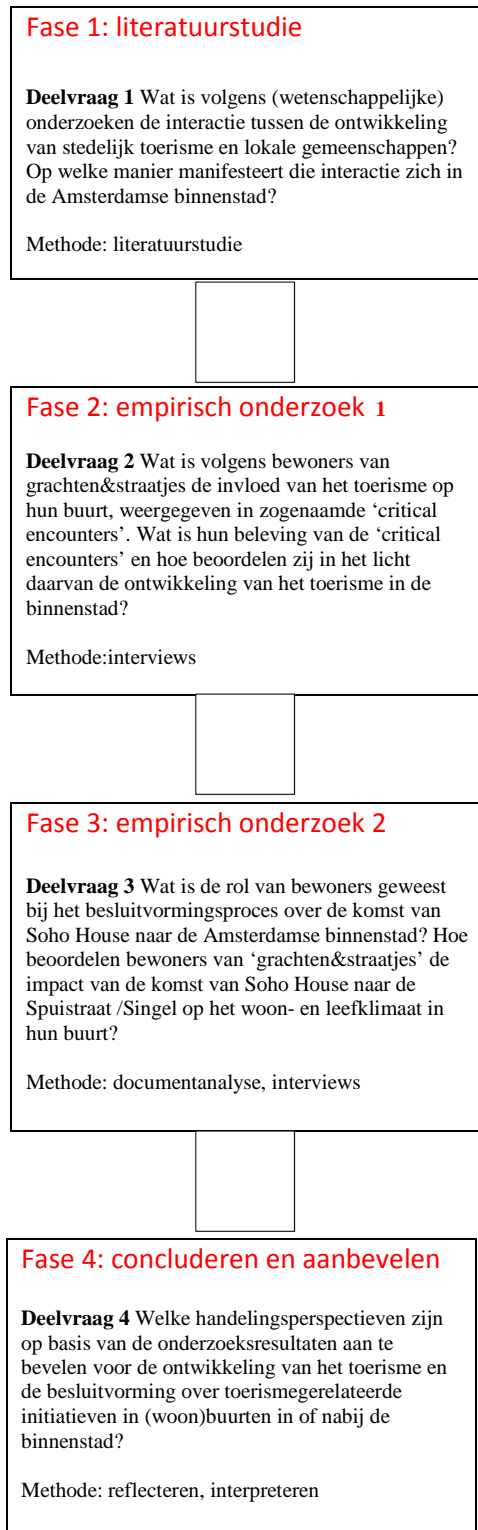 Fase 1: literatuurstudie
Deelvraag 1 Wat is volgens (wetenschappelijke)
onderzoeken de interactie tussen de ontwikkeling
van stedelijk toerisme en lokale gemeenschappen?
Op welke manier manifesteert die interactie zich in
de Amsterdamse binnenstad?
Methode: literatuurstudie
Fase 2: empirisch onderzoek 1
Deelvraag 2 Wat is volgens bewoners van
grachten&straatjes de invloed van het toerisme op
hun buurt, weergegeven in zogenaamde ‘critical
encounters’. Wat is hun beleving van de ‘critical
encounters’ en hoe beoordelen zij in het licht
daarvan de ontwikkeling van het toerisme in de
binnenstad?
Methode:interviews
Fase 3: empirisch onderzoek 2
Deelvraag 3 Wat is de rol van bewoners geweest
bij het besluitvormingsproces over de komst van
Soho House naar de Amsterdamse binnenstad? Hoe
beoordelen bewoners van ‘grachten&straatjes’ de
impact van de komst van Soho House naar de
Spuistraat /Singel op het woon- en leefklimaat in
hun buurt?
Methode: documentanalyse, interviews
Fase 4: concluderen en aanbevelen
Deelvraag 4 Welke handelingsperspectieven zijn
op basis van de onderzoeksresultaten aan te
bevelen voor de ontwikkeling van het toerisme en
de besluitvorming over toerismegerelateerde
initiatieven in (woon)buurten in of nabij de
binnenstad?
Methode: reflecteren, interpreteren